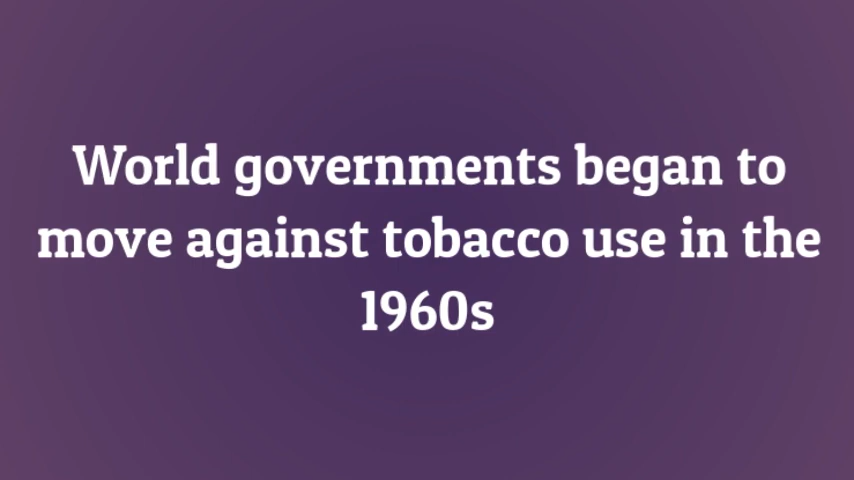 World governments began to
move against tobacco use in the
1960s